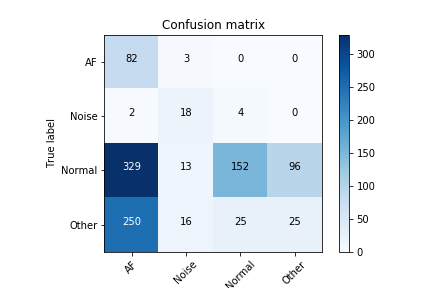 Confusion matrix
AF 82 3 0 0
Noise 2 18 4 0
Normal 329 13 152 96
Other 250 16 25 25
True label
AF Noise Normal Other
300
250
200
150
100
50
0